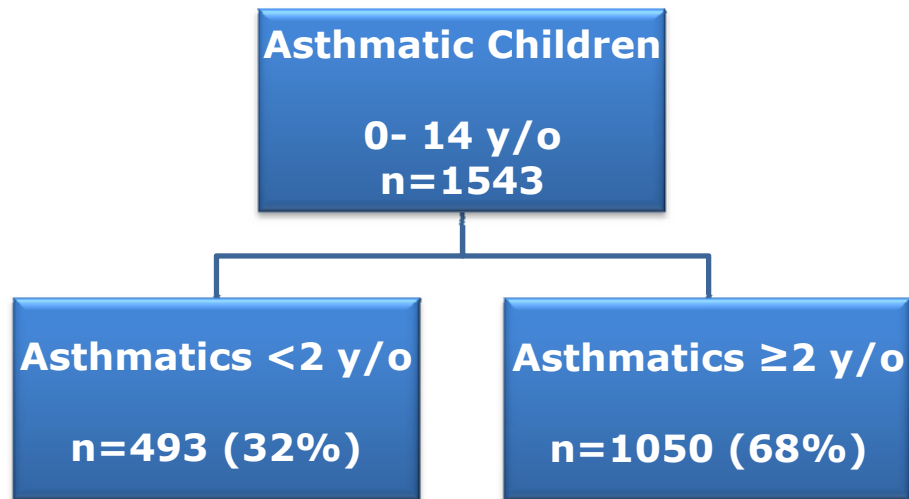 Asthmatic Children
0- 14 y/o
n=1543
Asthmatics <2 y/o
n=493 (32%)
Asthmatics ≥2 y/o
n=1050 (68%)